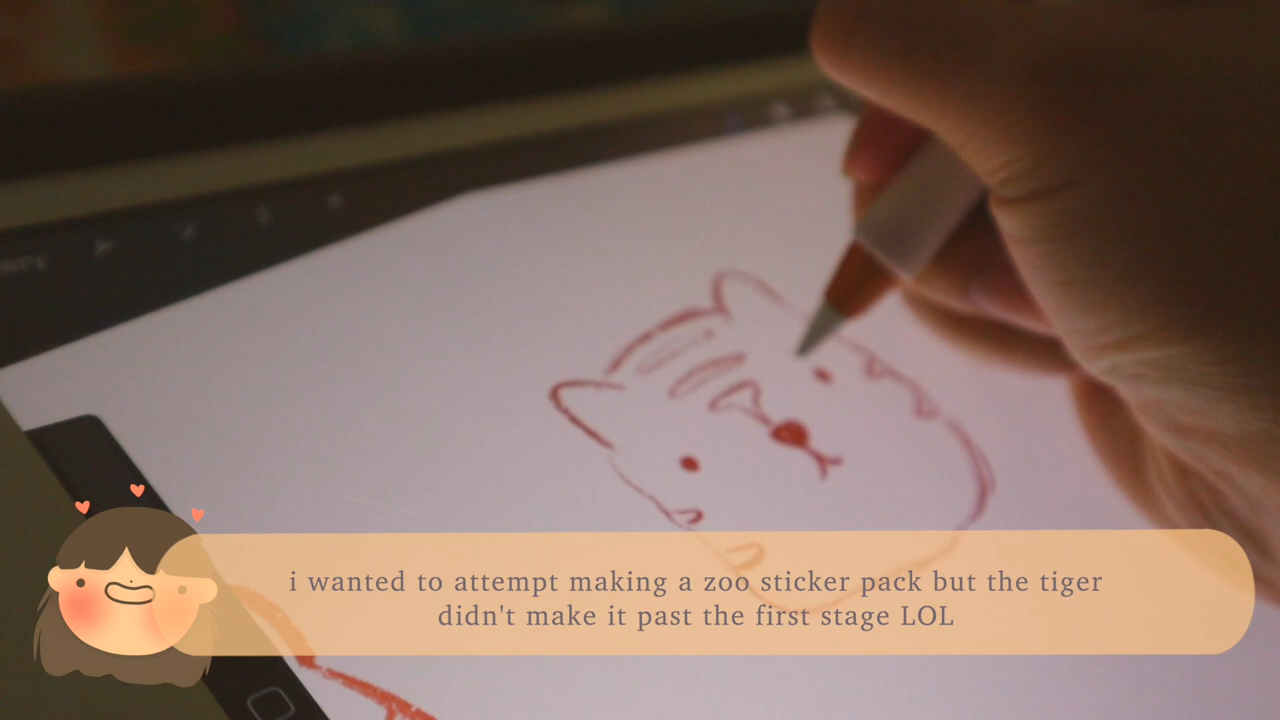 i wanted to attempt making a zoo sticker pack but the tiger
didn't make it past the first stage LOL